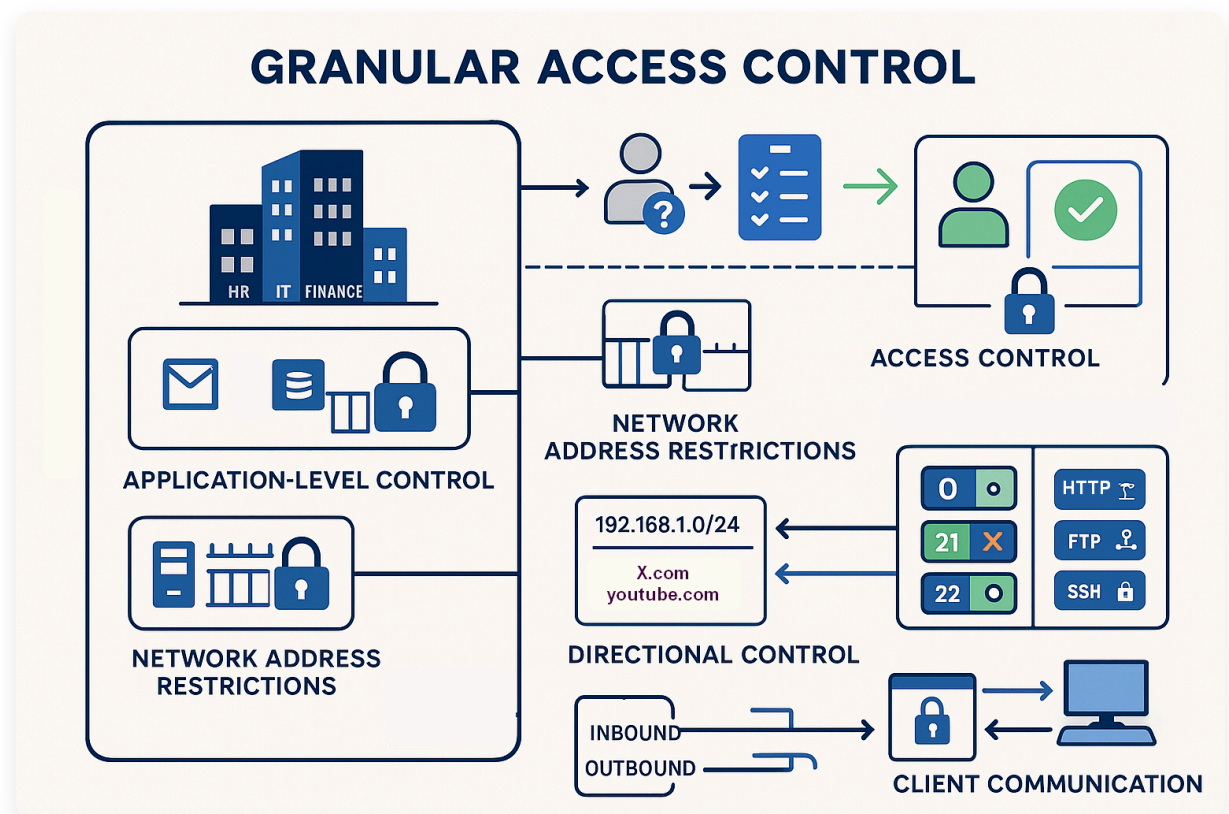 GRANULAR ACCESS CONTROL
HR IT FINANCE
APPLICATION-LEVEL CONTROL
NETWORK ADDRESS
RESTRICTIONS
?
ACCESS CONTROL
NETWORK
ADDRESS RESTrRICTIONS
192.168.1.0/24
X.com
youtube.com
DIRECTIONAL CONTROL
0
21 X
22
HTTP
FTP
SSH
INBOUND
OUTBOUND
CLIENT COMMUNICATION